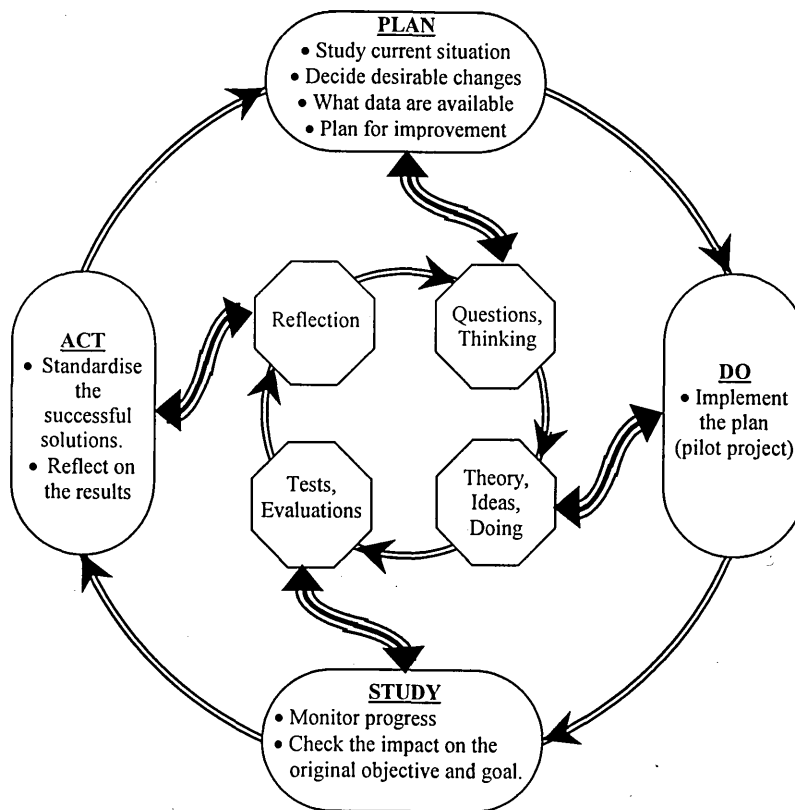 PLAN
• Study current situation
• Decide desirable changes
• What data are available
• Plan for improvement
Reflection
Questions,
Thinking
ACT
• Standardise
the
successful
solutions.
• Reflect on
the results
DO
• Implement
the plan
(pilot project)
Tests,
Evaluations
Theory,
Ideas,
Doing
STUDY
• Monitor progress
• Check the impact on the
original objective and goal.